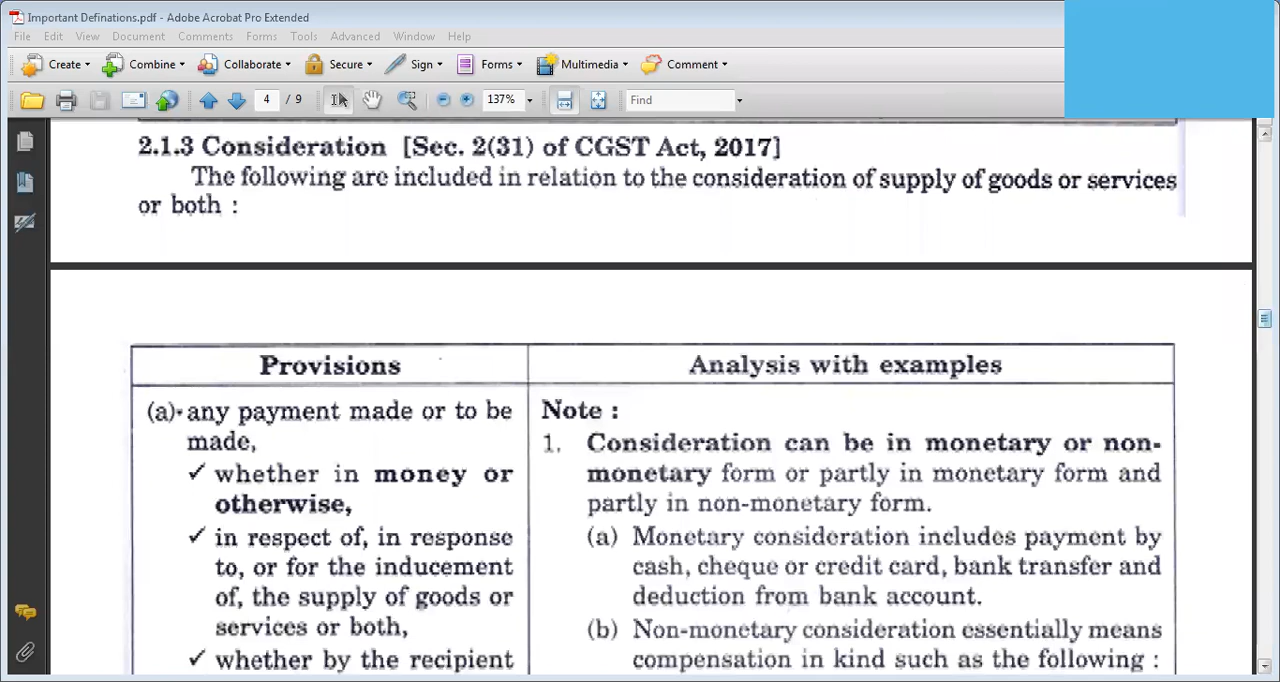 Important Definations.pdf - Adobe Acrobat Pro Extended
File Edit View Document Comments Forms Tools Advanced Window Help
Create Combine Collaborate Secure Sign Forms Multimedia Comment
4 / 9 137% Find
2.1.3 Consideration [Sec. 2(31) of CGST Act, 2017]
The following are included in relation to the consideration of supply of goods or services
or both :
Provisions
(a) any payment made or to be
made,
✓ whether in money or
otherwise,
✓ in respect of, in response
to, or for the inducement
of, the supply of goods or
services or both,
✓ whether by the recipient
Analysis with examples
Note :
1. Consideration can be in monetary or non-
monetary form or partly in monetary form and
partly in non-monetary form.
(a) Monetary consideration includes payment by
cash, cheque or credit card, bank transfer and
deduction from bank account.
(b) Non-monetary consideration essentially means
compensation in kind such as the following :